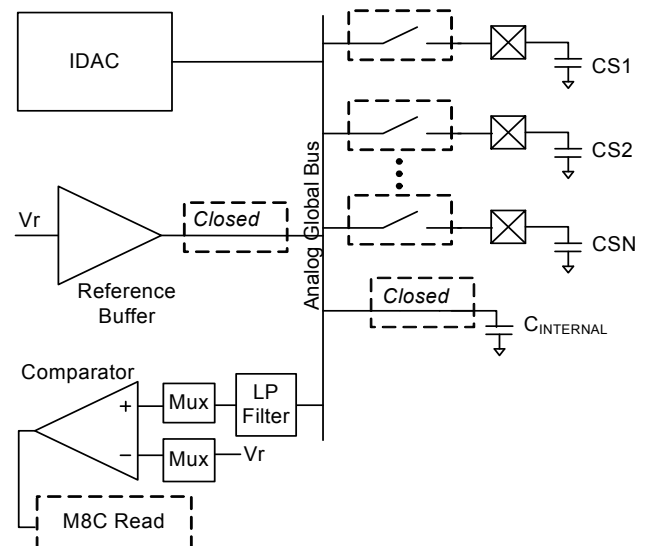 IDAC
CS1
CS2
Analog Global Bus
Vr
Closed
CSN
Reference
Buffer
Closed
CINTERNAL
Comparator
+
Mux
LP
Filter
−
Mux
Vr
M8C Read